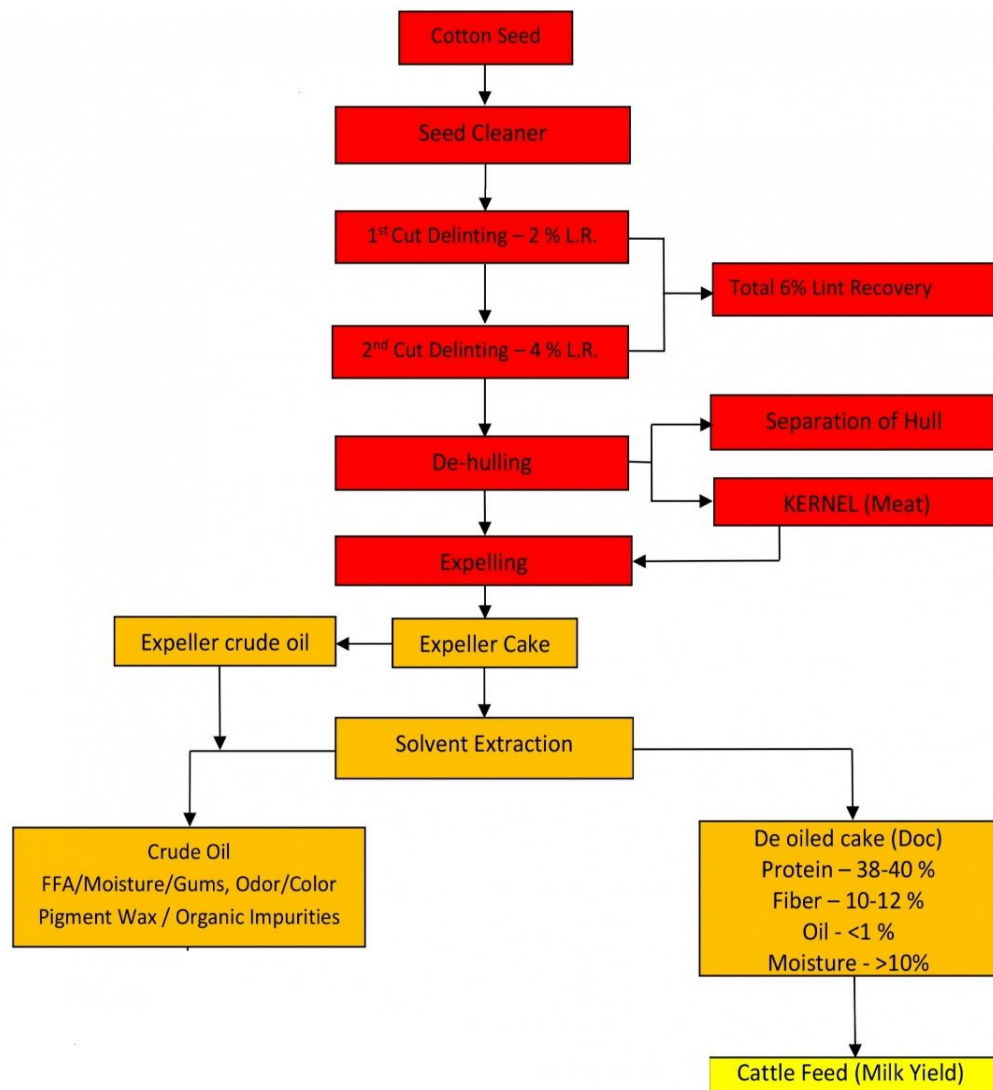 Cotton Seed
Seed Cleaner
1st Cut Delinting – 2 % L.R.
Total 6% Lint Recovery
2nd Cut Delinting – 4 % L.R.
Separation of Hull
De-hulling
KERNEL (Meat)
Expelling
Expeller crude oil
Expeller Cake
Solvent Extraction
Crude Oil
FFA/Moisture/Gums, Odor/Color
Pigment Wax / Organic Impurities
De oiled cake (Doc)
Protein – 38-40 %
Fiber – 10-12 %
Oil - <1 %
Moisture - >10%
Cattle Feed (Milk Yield)